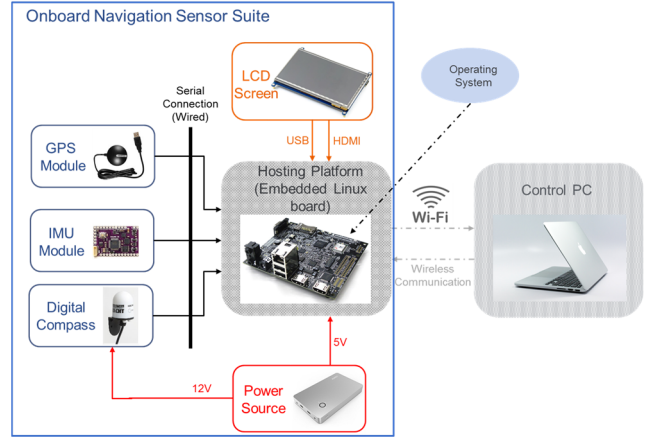 Onboard Navigation Sensor Suite
LCD
Screen
Operating
System
Serial
Connection
(Wired)
USB
HDMI
GPS
Module
Hosting Platform
(Embedded Linux
board)
Control PC
Wi-Fi
IMU
Module
Wireless
Communication
Digital
Compass
5V
12V
Power
Source